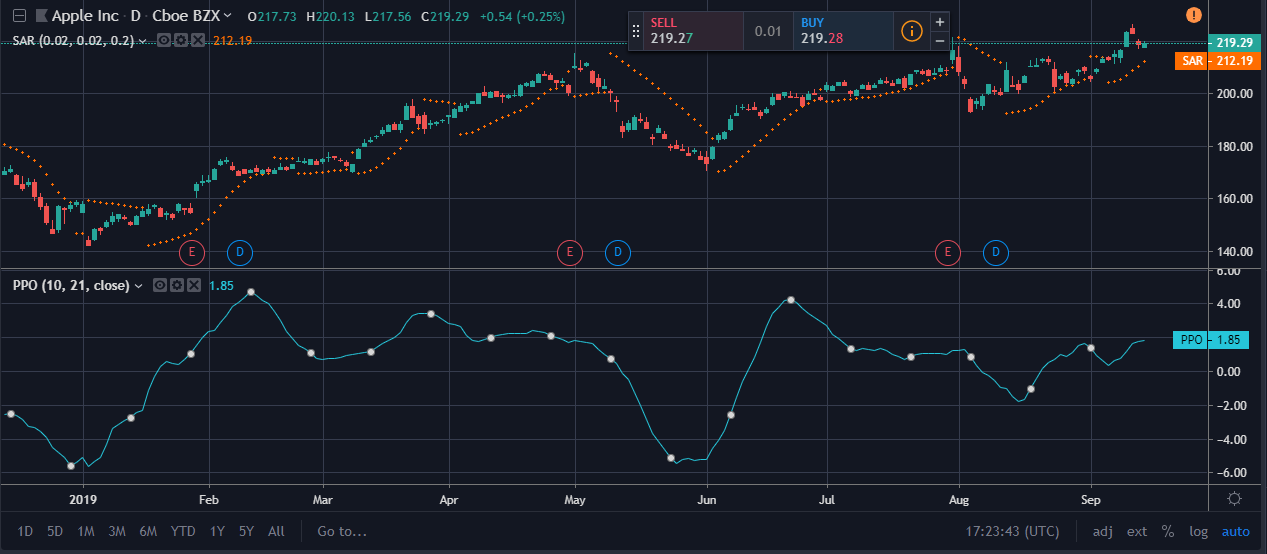 Apple Inc · D · Cboe BZX O217.73 H220.13 L217.56 C219.29 +0.54 (+0.25%)
SAR (0.02, 0.02, 0.2) 212.19
SELL
219.27
0.01
BUY
219.28
i
+
−
!
219.29
SAR 212.19
200.00
180.00
160.00
140.00
E D E D E D
PPO (10, 21, close) 1.85
6.00
4.00
PPO 1.85
0.00
−2.00
−4.00
−6.00
2019 Feb Mar Apr May Jun Jul Aug Sep
1D 5D 1M 3M 6M YTD 1Y 5Y All Go to... 17:23:43 (UTC) adj ext % log auto